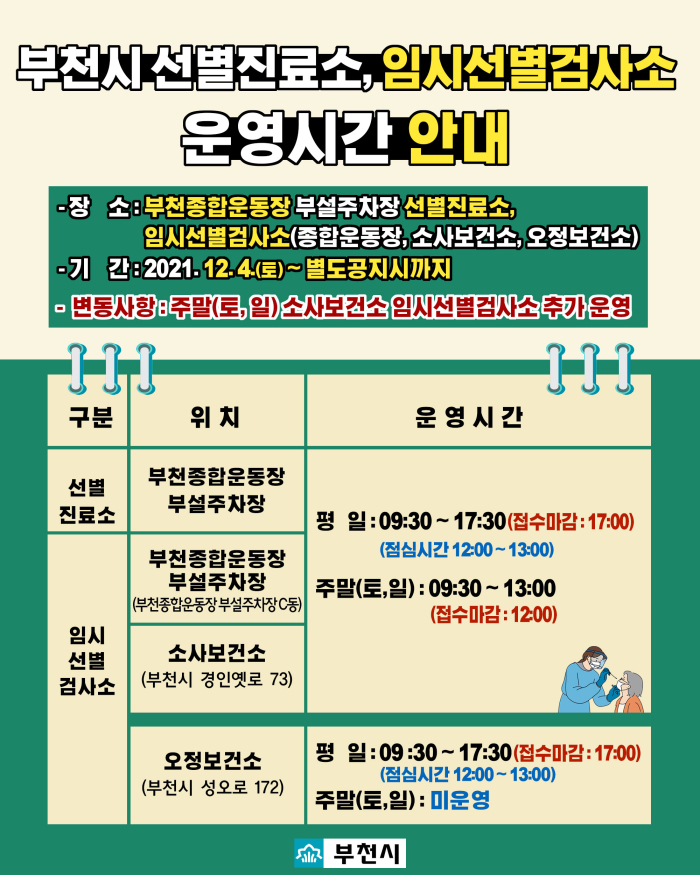 부천시 선별진료소, 임시선별검사소
운영시간 안내
- 장 소 : 부천종합운동장 부설주차장 선별진료소,
임시선별검사소(종합운동장, 소사보건소, 오정보건소)
- 기 간 : 2021. 12. 4.(토) ~ 별도공지시까지
- 변동사항 : 주말(토, 일) 소사보건소 임시선별검사소 추가 운영
구분 위 치 운 영 시 간
선별
진료소
부천종합운동장
부설주차장
평 일 : 09:30 ~ 17:30(접수마감 : 17:00)
(점심시간 12:00 ~ 13:00)
주말(토,일) : 09:30 ~ 13:00
(접수마감 : 12:00)
임시
선별
검사소
부천종합운동장
부설주차장
(부천종합운동장 부설주차장 C동)
소사보건소
(부천시 경인옛로 73)
오정보건소
(부천시 성오로 172)
평 일 : 09 :30 ~ 17:30(접수마감 : 17:00)
(점심시간 12:00 ~ 13:00)
주말(토,일) : 미운영
부천시